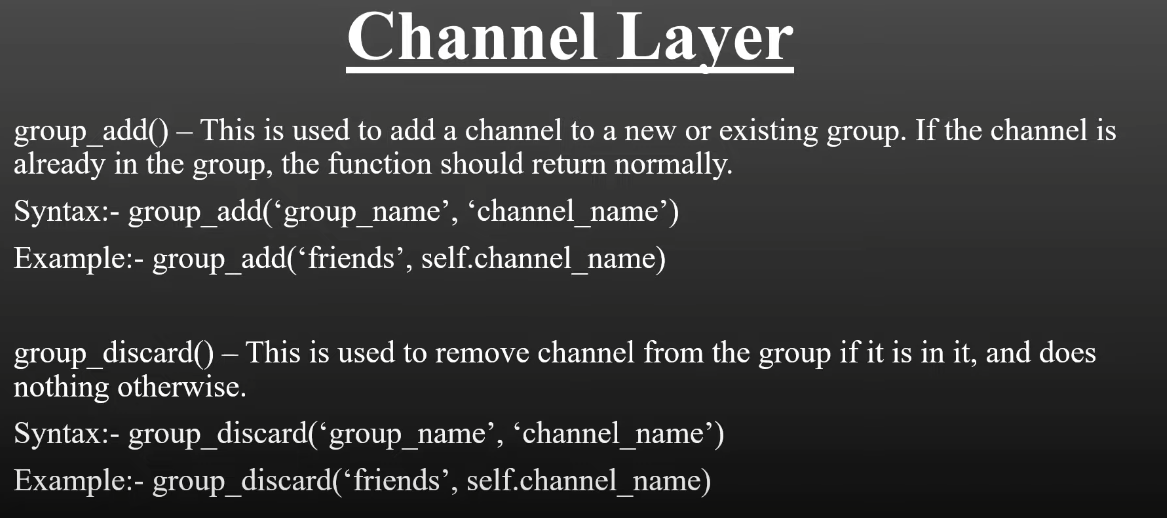 Channel Layer
group_add() – This is used to add a channel to a new or existing group. If the channel is
already in the group, the function should return normally.
Syntax:- group_add(‘group_name’, ‘channel_name’)
Example:- group_add(‘friends’, self.channel_name)
group_discard() – This is used to remove channel from the group if it is in it, and does
nothing otherwise.
Syntax:- group_discard(‘group_name’, ‘channel_name’)
Example:- group_discard(‘friends’, self.channel_name)